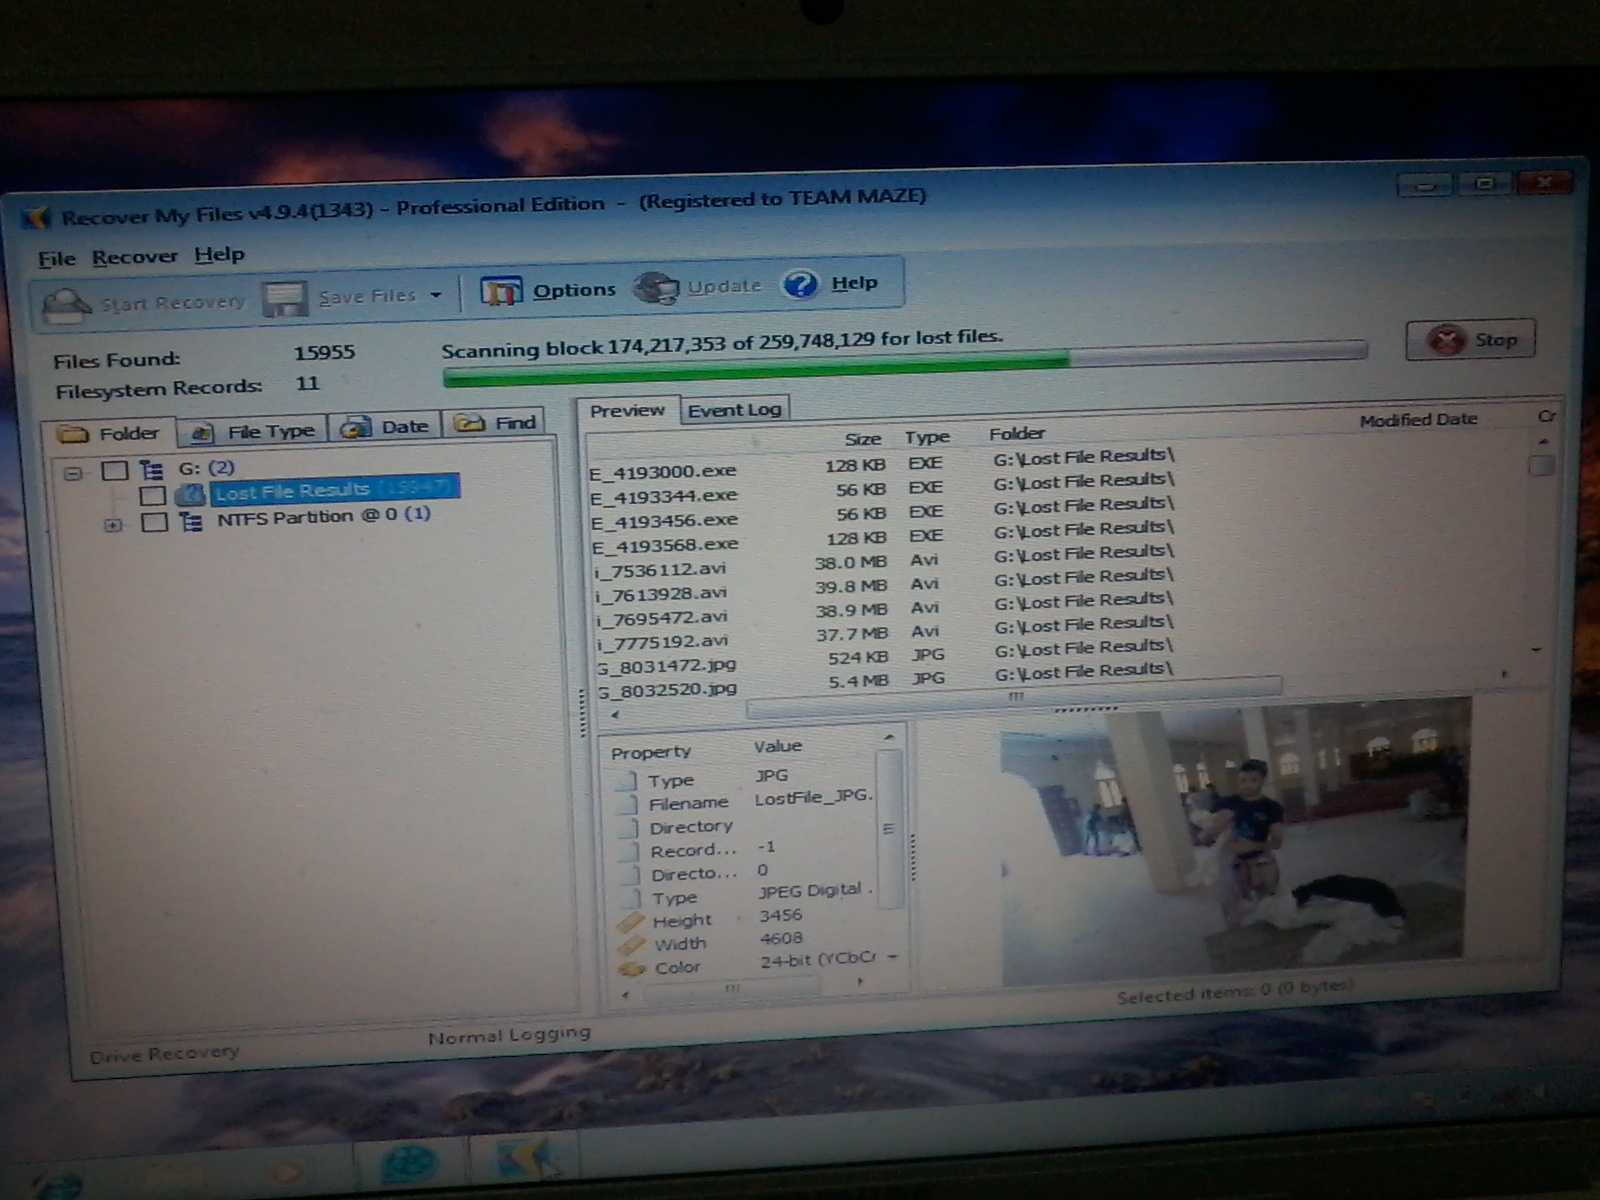 Recover My Files v4.9.4(1343) - Professional Edition - (Registered to TEAM MAZE)
File Recover Help
Start Recovery Save Files Options Update Help
Files Found: 15955
Scanning block 174,217,353 of 259,748,129 for lost files.
Stop
Filesystem Records: 11
Folder File Type Date Find
Preview Event Log
G: (2)
Lost File Results (15947)
NTFS Partition @ 0 (1)
Size Type Folder Modified Date Cr
E_4193000.exe 128 KB EXE G:\Lost File Results\
E_4193344.exe 56 KB EXE G:\Lost File Results\
E_4193456.exe 56 KB EXE G:\Lost File Results\
E_4193568.exe 128 KB EXE G:\Lost File Results\
i_7536112.avi 38.0 MB Avi G:\Lost File Results\
i_7613928.avi 39.8 MB Avi G:\Lost File Results\
i_7695472.avi 38.9 MB Avi G:\Lost File Results\
i_7775192.avi 37.7 MB Avi G:\Lost File Results\
G_8031472.jpg 524 KB JPG G:\Lost File Results\
G_8032520.jpg 5.4 MB JPG G:\Lost File Results\
Property Value
Type JPG
Filename LostFile_JPG.
Directory
Record... -1
Directo... 0
Type JPEG Digital .
Height 3456
Width 4608
Color 24-bit (YCbCr
Selected items: 0 (0 bytes)
Drive Recovery Normal Logging